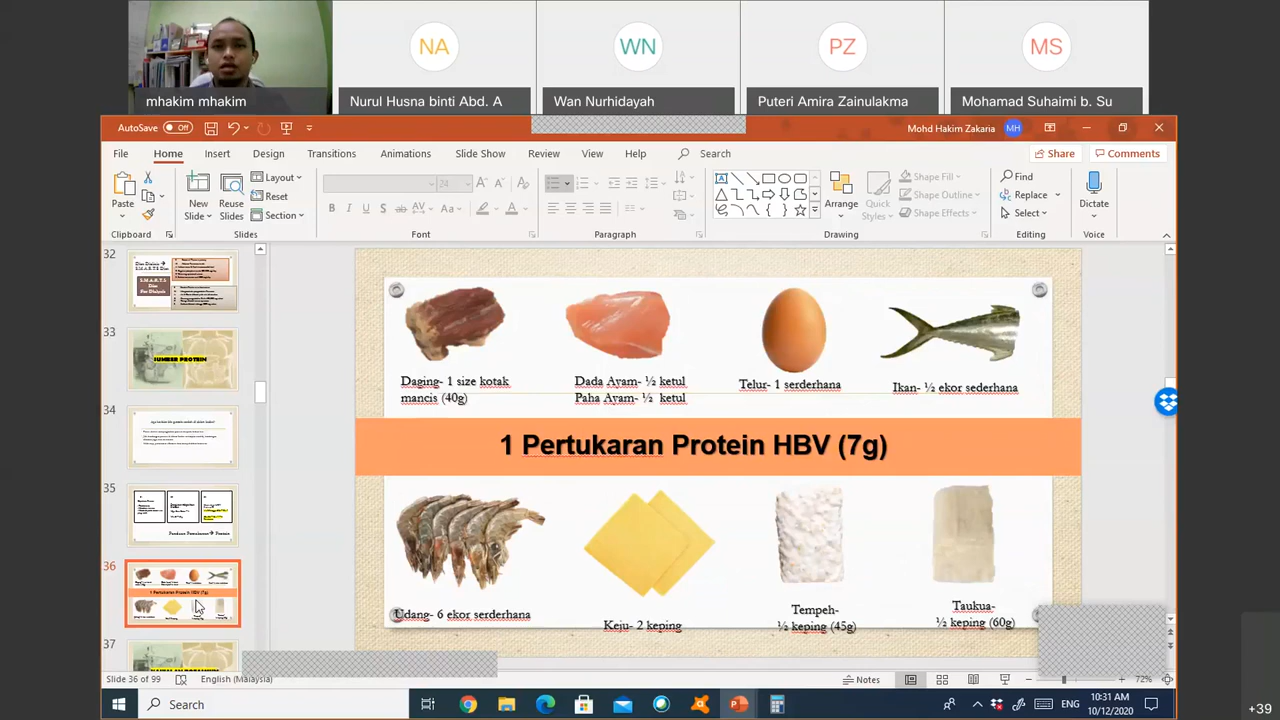 NA
WN
PZ
MS
mhakim mhakim
Nurul Husna binti Abd. A
Wan Nurhidayah
Puteri Amira Zainulakma
Mohamad Suhaimi b. Su
AutoSave
Off
Mohd Hakim Zakaria
MH
File
Home
Insert
Design
Transitions
Animations
Slide Show
Review
View
Help
Search
Share
Comments
Paste
Clipboard
New
Slide
Reuse
Slides
Layout
Reset
Section
Slides
24
Font
Paragraph
Arrange
Quick
Styles
Shape Fill
Shape Outline
Shape Effects
Drawing
Find
Replace
Select
Editing
Dictate
Voice
32
33
SUMBER PROTEIN
34
35
36
1 Pertukaran Protein HBV (7g)
37
Daging- 1 size kotak
mancis (40g)
Dada Ayam- ½ ketul
Paha Ayam- ½ ketul
Telur- 1 serderhana
Ikan- ½ ekor sederhana
1 Pertukaran Protein HBV (7g)
Udang- 6 ekor serderhana
Keju- 2 keping
Tempeh-
½ keping (45g)
Taukua-
½ keping (60g)
Slide 36 of 99
English (Malaysia)
Notes
72%
Search
ENG
10:31 AM
10/12/2020
+39